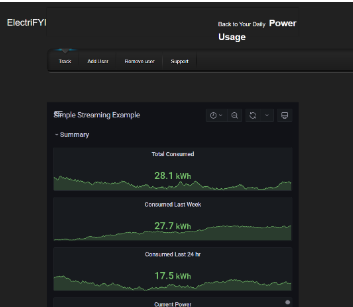 ElectriFYI
Back to Your Daily Power
Usage
Track Add User Remove user Support
Simple Streaming Example
Summary
Total Consumed
28.1 kWh
Consumed Last Week
27.7 kWh
Consumed Last 24 hr
17.5 kWh
Current Power